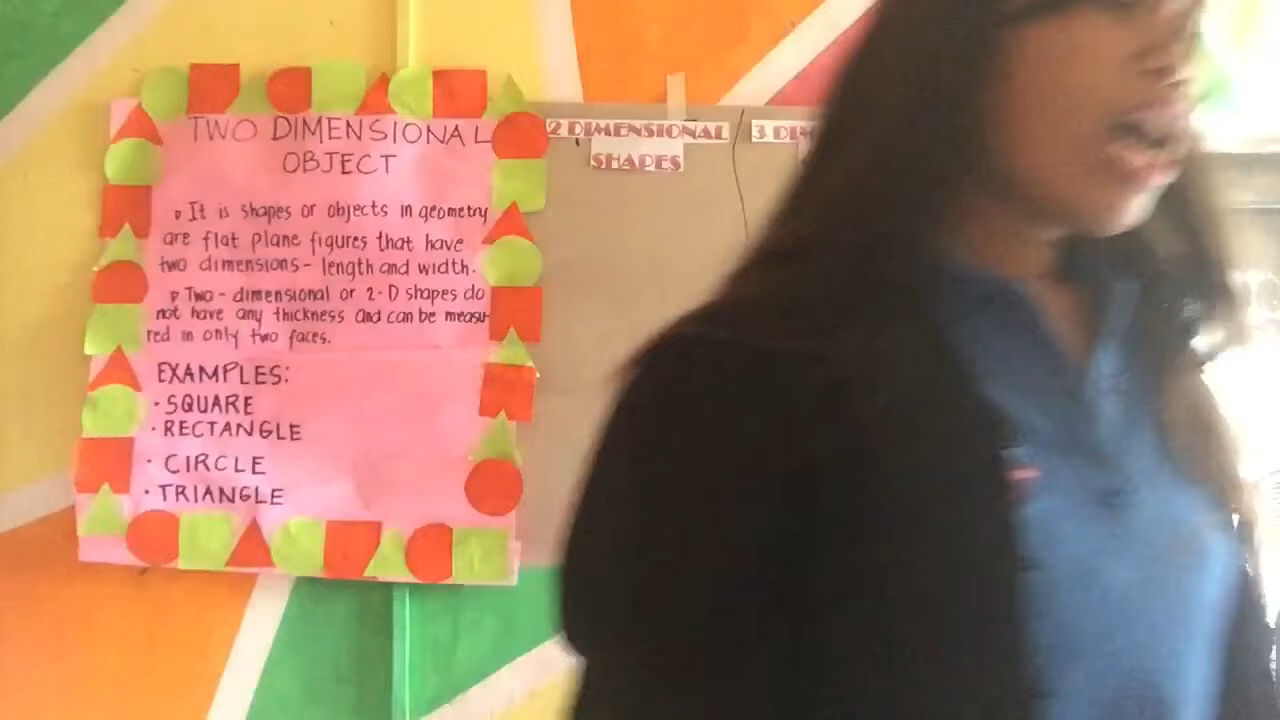 TWO DIMENSIONAL
OBJECT
It is shapes or objects in geometry
are flat plane figures that have
two dimensions - length and width.
Two - dimensional or 2-D shapes do
not have any thickness and can be measu-
red in only two faces.
EXAMPLES:
• SQUARE
• RECTANGLE
• CIRCLE
• TRIANGLE
2 DIMENSIONAL
SHAPES
3